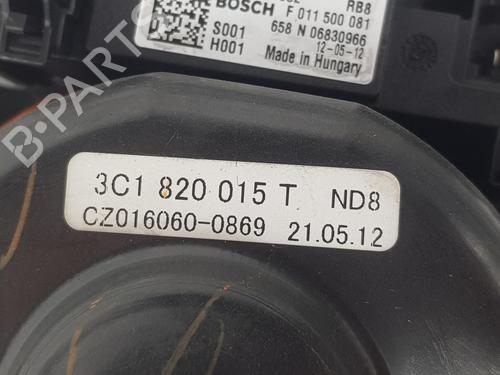 RB8
BOSCH F 011 500 081
S001 658 N 06830966
H001 12-05-12
Made in Hungary
B-PARTS
3C1 820 015 T ND8
CZ016060-0869 21.05.12